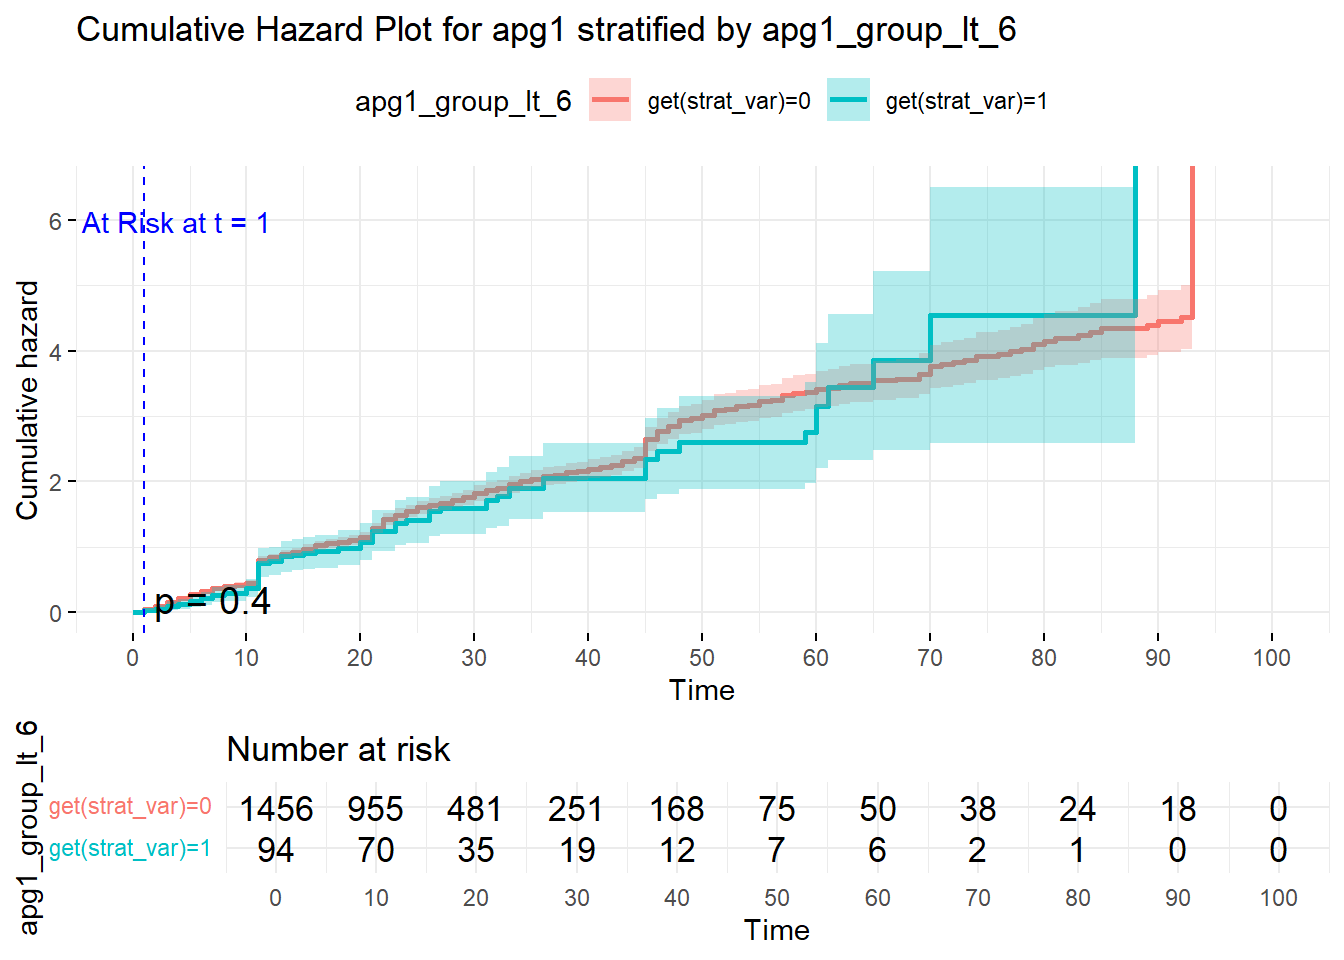 Cumulative Hazard Plot for apg1 stratified by apg1_group_lt_6
apg1_group_lt_6 get(strat_var)=0 get(strat_var)=1
At Risk at t = 1
Cumulative hazard
6
4
2
0
p = 0.4
0 10 20 30 40 50 60 70 80 90 100
Time
Number at risk
apg1_group_lt_6
get(strat_var)=0 1456 955 481 251 168 75 50 38 24 18 0
get(strat_var)=1 94 70 35 19 12 7 6 2 1 0 0
0 10 20 30 40 50 60 70 80 90 100
Time